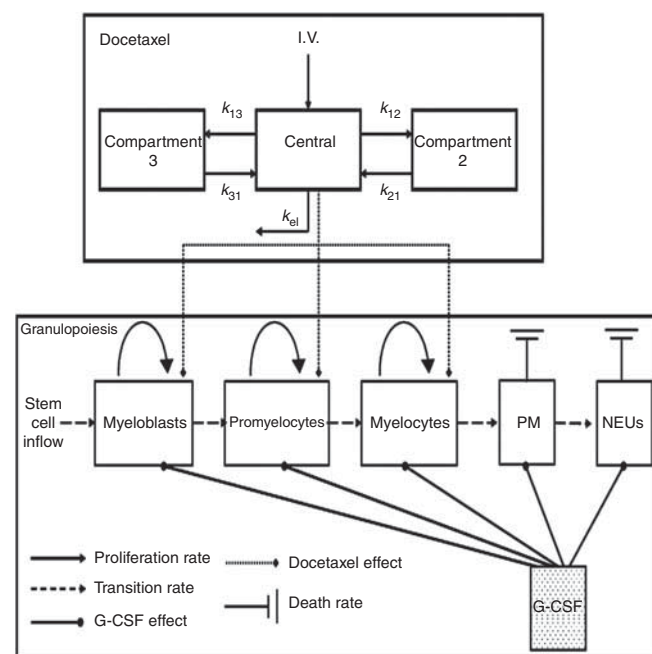 Docetaxel
I.V.
k13
k12
Compartment
3
Central
Compartment
2
k31
k21
kel
Granulopoiesis
Stem
cell
inflow
Myeloblasts
Promyelocytes
Myelocytes
PM
NEUs
Proliferation rate
Docetaxel effect
Transition rate
Death rate
G-CSF effect
G-CSF